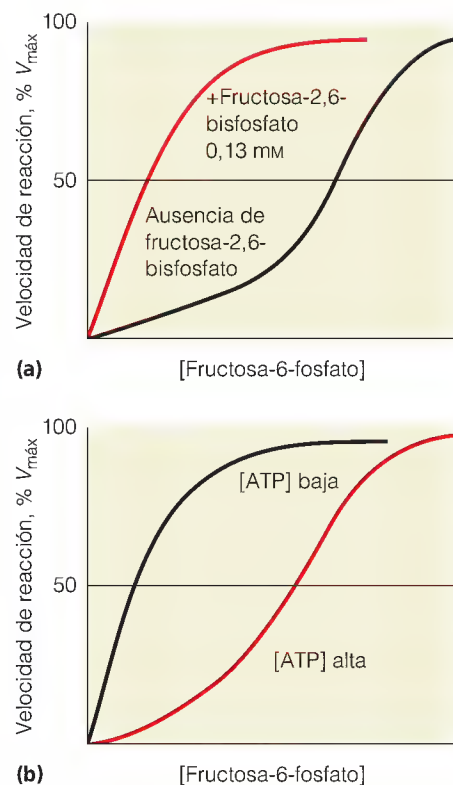 100
50
Velocidad de reacción, % Vmáx
+Fructosa-2,6-
bisfosfato
0,13 mM
Ausencia de
fructosa-2,6-
bisfosfato
(a)
[Fructosa-6-fosfato]
100
50
Velocidad de reacción, % Vmáx
[ATP] baja
[ATP] alta
(b)
[Fructosa-6-fosfato]